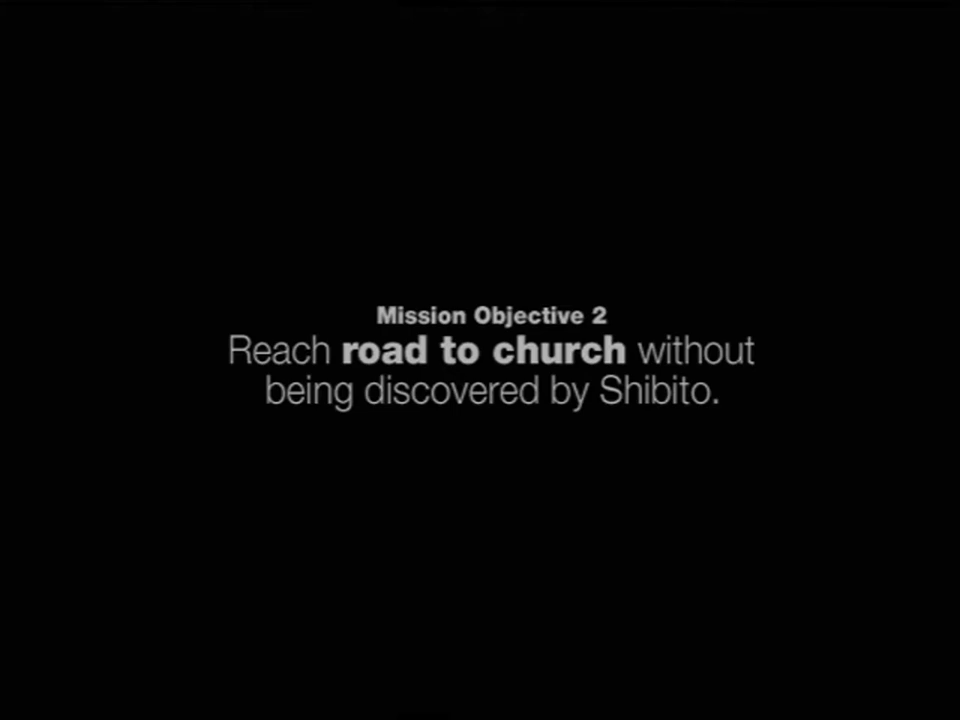 Mission Objective 2
Reach road to church without
being discovered by Shibito.